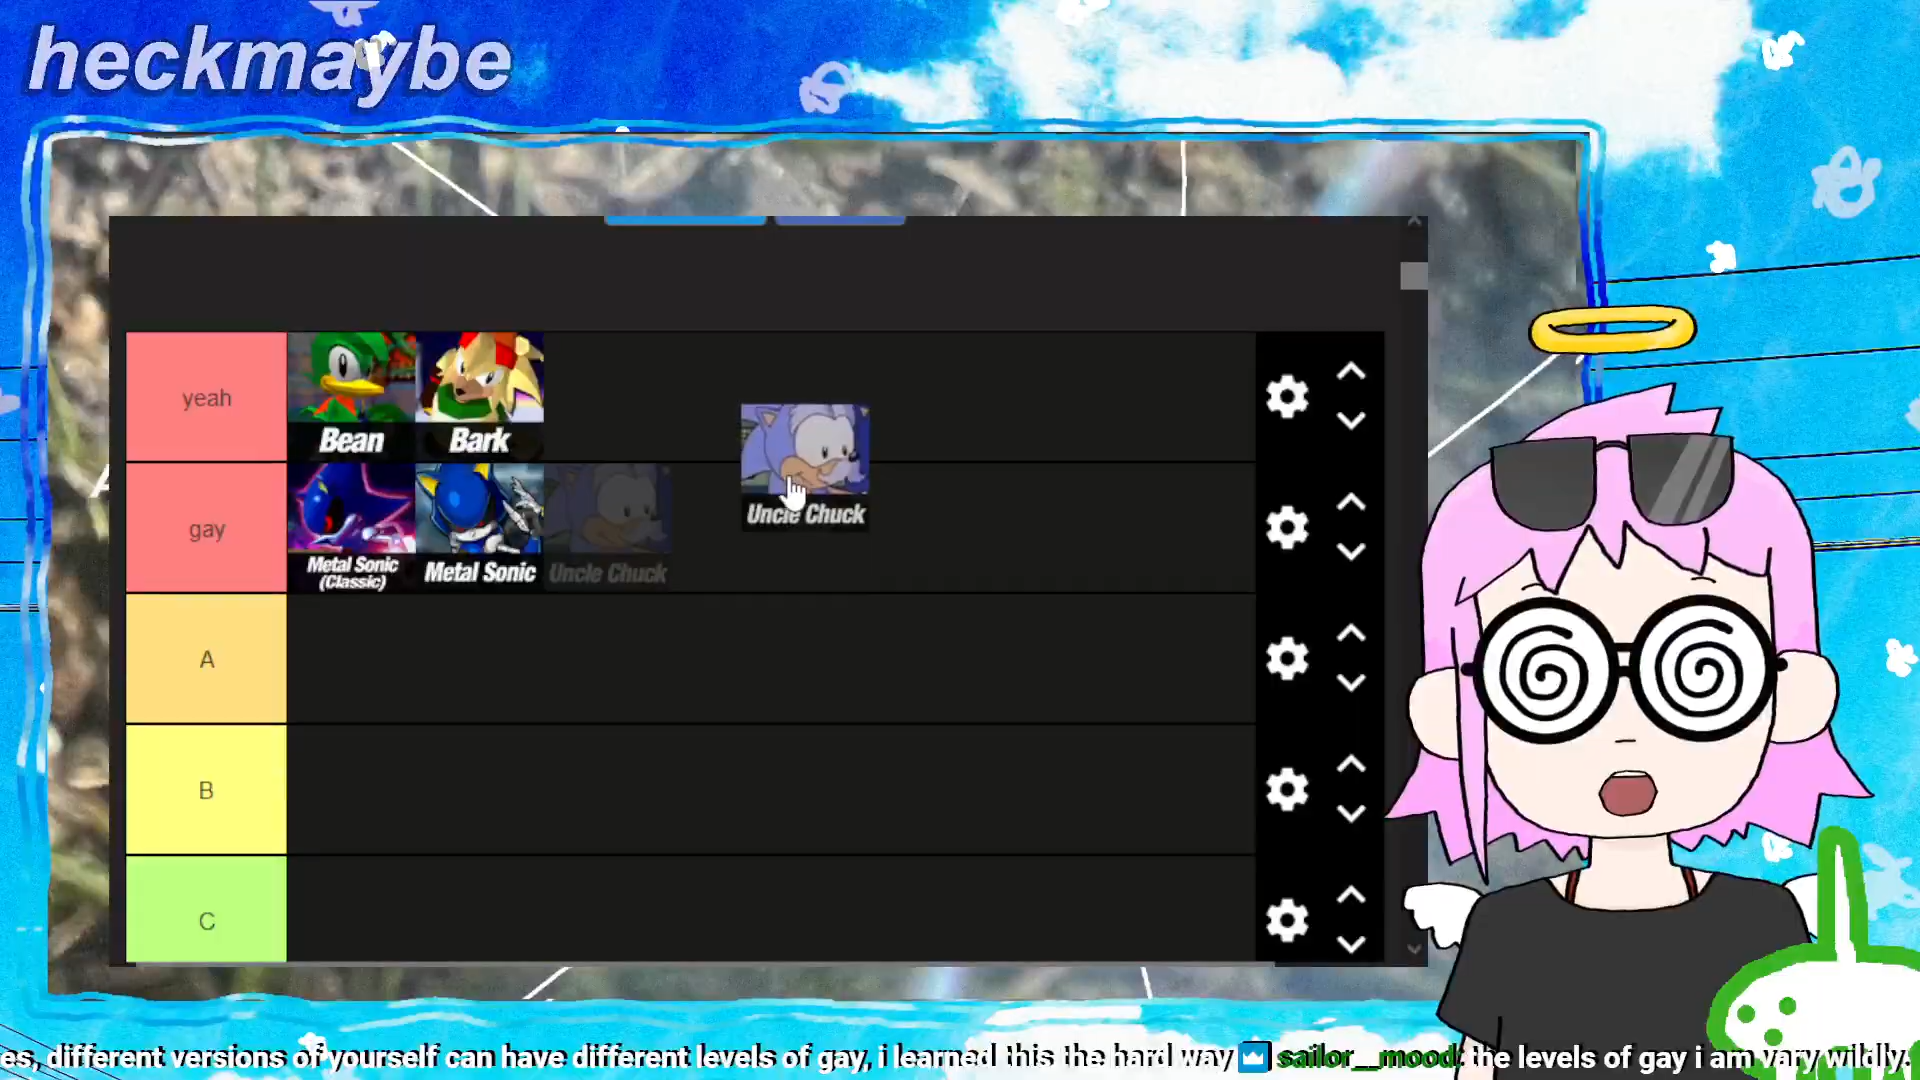 heckmaybe
yeah
Bean
Bark
Uncle Chuck
gay
Metal Sonic
(Classic)
Metal Sonic
Uncle Chuck
A
B
C
es, different versions of yourself can have different levels of gay, i learned this the hard way sailor__mood: the levels of gay i am vary wildly.